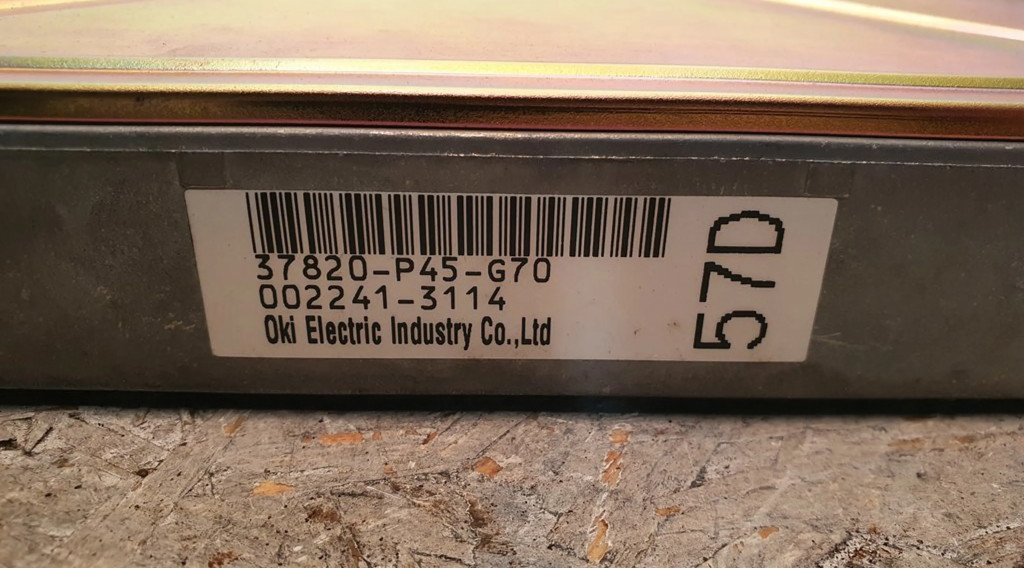 37820-P45-G70
002241-3114
Oki Electric Industry Co.,Ltd
57D